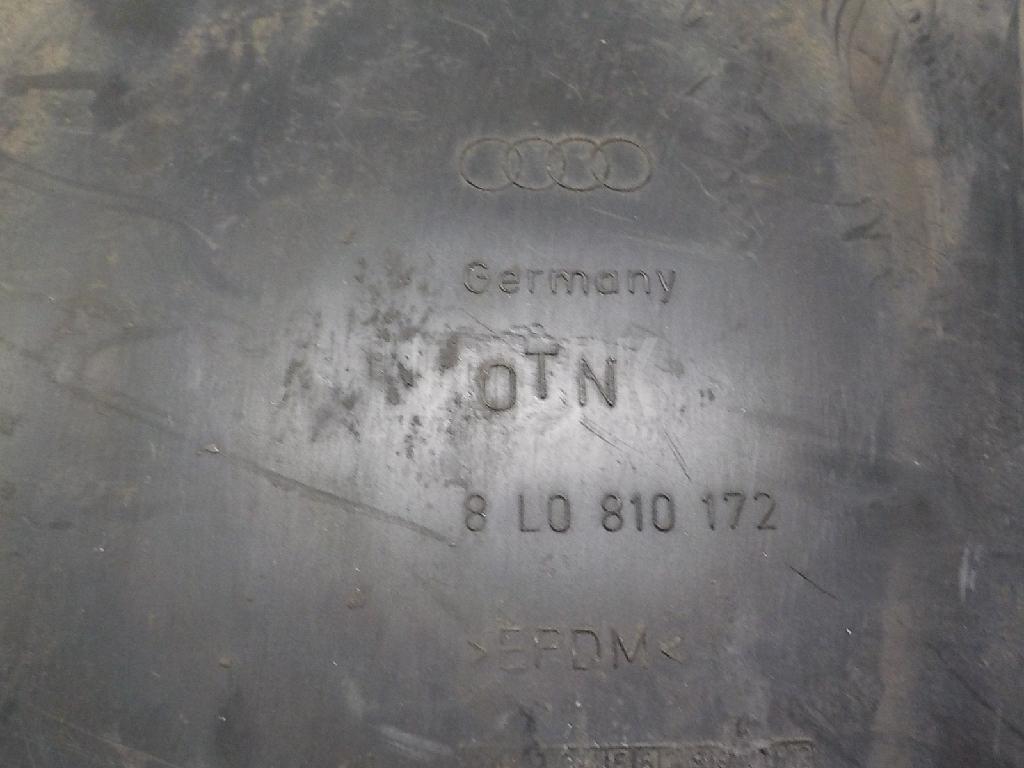 Germany
OTN
8 L0 810 172
>EPDM<